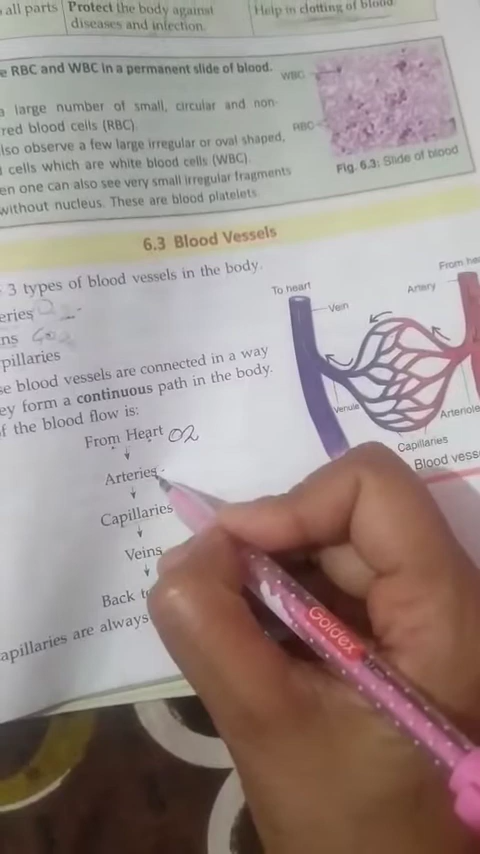 all parts
Protect the body against
diseases and infection.
Help in clotting of blood
RBC and WBC in a permanent slide of blood.
a large number of small, circular and non-
red blood cells (RBC)
also observe a few large irregular or oval shaped,
cells which are white blood cells (WBC).
en one can also see very small irregular fragments
without nucleus. These are blood platelets.
WBC
RBC
Fig. 6.3: Slide of blood
6.3 Blood Vessels
3 types of blood vessels in the body.
eries
ns
pillaries
se blood vessels are connected in a way
ey form a continuous path in the body.
f the blood flow is:
From Heart O2
Arteries
Capillaries
Veins
Back t
apillaries are always
To heart
Vein
From he
Artery
Venule
Arteriole
Capillaries
Blood vess
Goldex